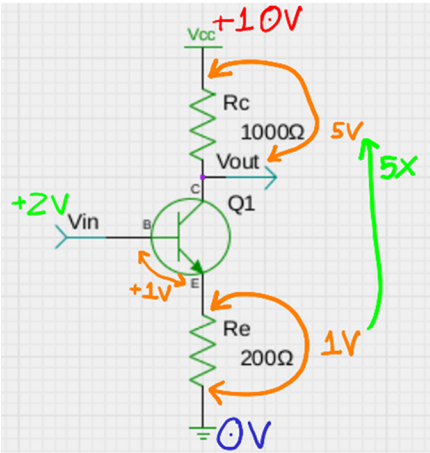 +10V
Vcc
Rc
1000Ω
5V
Vout
5X
C
Q1
+2V
Vin
B
+1V
E
Re
1V
200Ω
0V